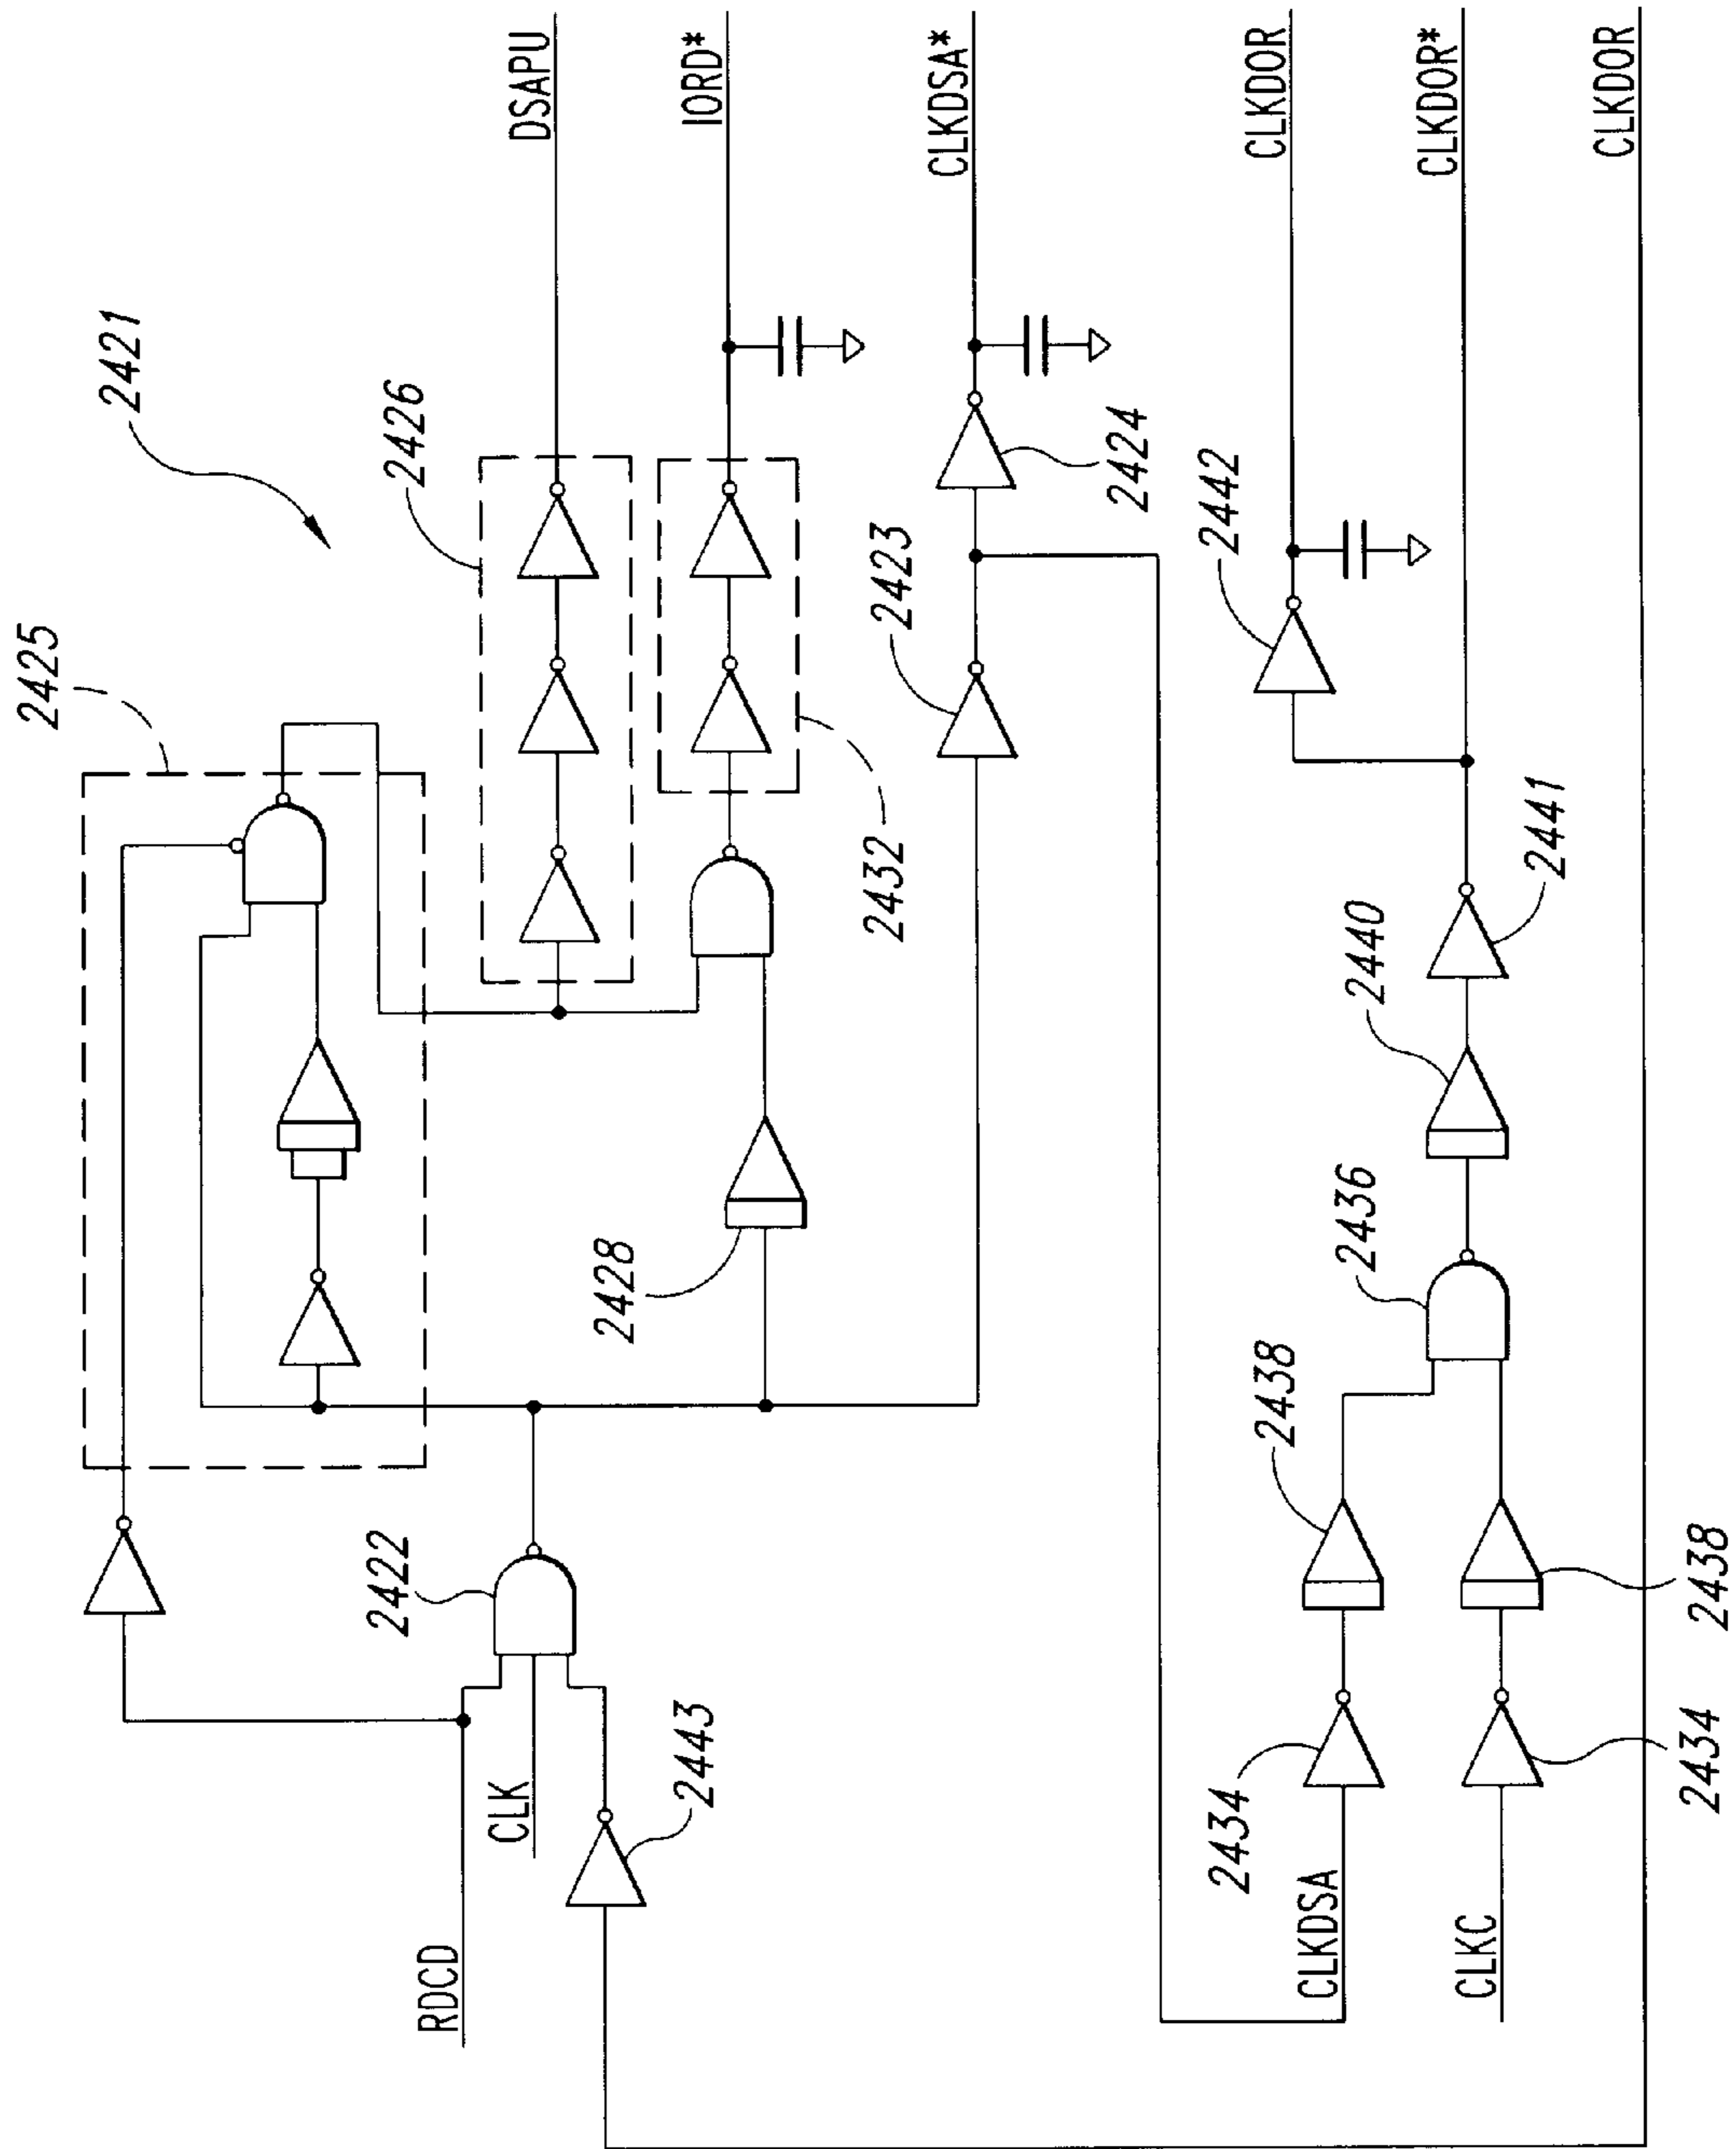 2421
2425
2426
DSAPU
IORD*
2432
2422
2428
RDCD
CLK
2443
2423
2424
CLKDSA*
2442
CLKDOR
2434
2438
2436
2440
2441
CLKDOR*
CLKDSA
CLKC
2434
2438
CLKDOR